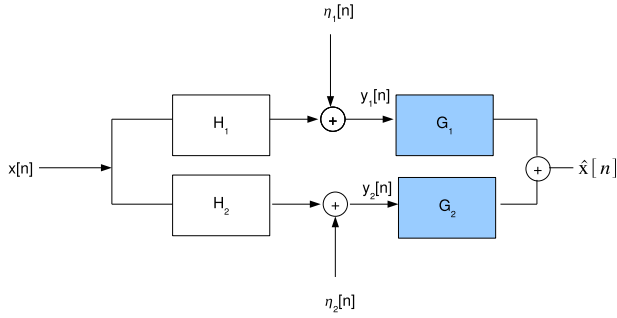 η₁[n]
y₁[n]
H₁
+
G₁
x[n]
+
x̂[n]
y₂[n]
H₂
+
G₂
η₂[n]